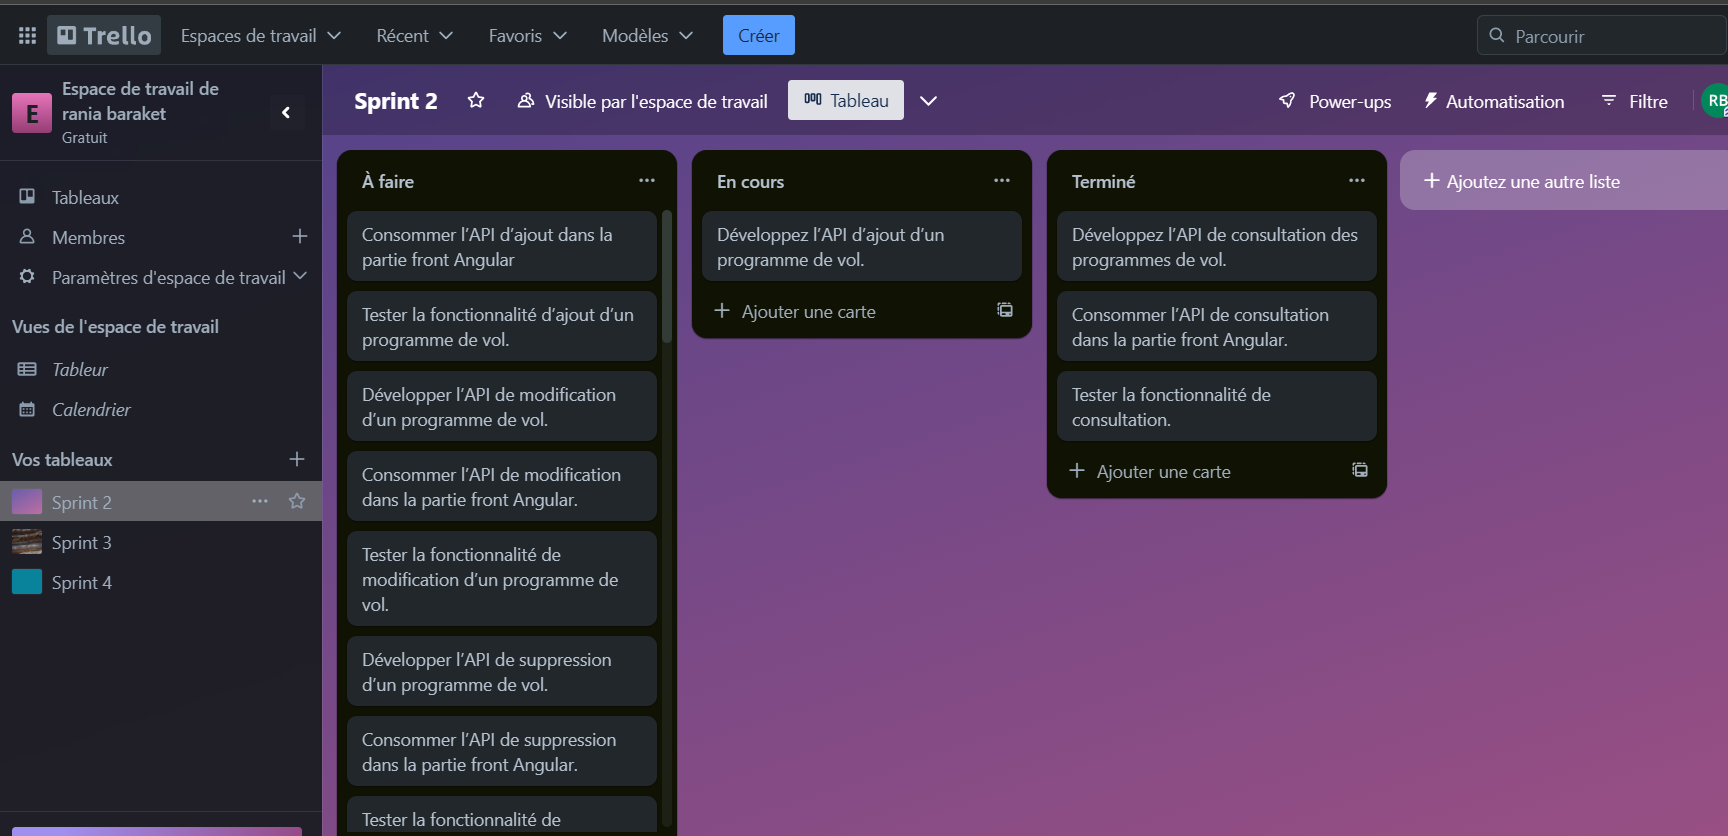 Trello
Espaces de travail
Récent
Favoris
Modèles
Créer
Parcourir
E
Espace de travail de
rania baraket
Gratuit
Tableaux
Membres
Paramètres d'espace de travail
Vues de l'espace de travail
Tableur
Calendrier
Vos tableaux
Sprint 2
Sprint 3
Sprint 4
Sprint 2
Visible par l'espace de travail
Tableau
Power-ups
Automatisation
Filtre
RB
À faire
Consommer l’API d’ajout dans la
partie front Angular
Tester la fonctionnalité d’ajout d’un
programme de vol.
Développer l’API de modification
d’un programme de vol.
Consommer l’API de modification
dans la partie front Angular.
Tester la fonctionnalité de
modification d’un programme de
vol.
Développer l’API de suppression
d’un programme de vol.
Consommer l’API de suppression
dans la partie front Angular.
Tester la fonctionnalité de
En cours
Développez l’API d’ajout d’un
programme de vol.
Ajouter une carte
Terminé
Développez l’API de consultation des
programmes de vol.
Consommer l’API de consultation
dans la partie front Angular.
Tester la fonctionnalité de
consultation.
Ajouter une carte
Ajoutez une autre liste